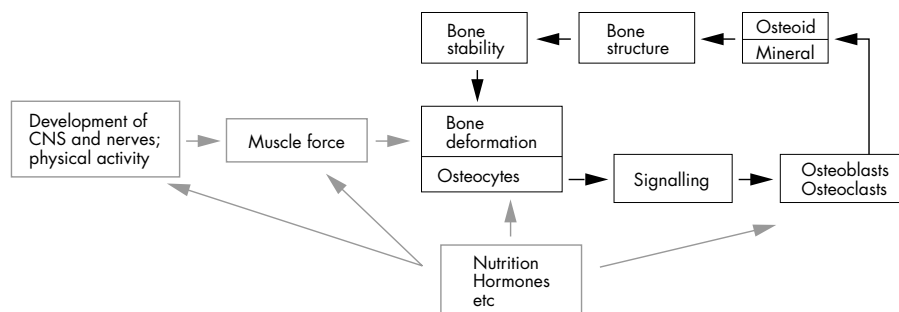 Bone
stability
Bone
structure
Osteoid
Mineral
Development of
CNS and nerves;
physical activity
Muscle force
Bone
deformation
Osteocytes
Signalling
Osteoblasts
Osteoclasts
Nutrition
Hormones
etc